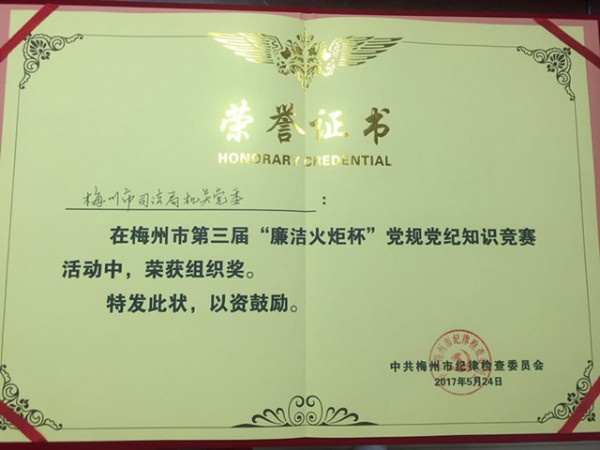 荣誉证书
HONORARY CREDENTIAL
梅州市司法局机关党委：
在梅州市第三届“廉洁火炬杯”党规党纪知识竞赛
活动中，荣获组织奖。
特发此状，以资鼓励。
中共梅州市纪律检查委员会
2017年5月24日